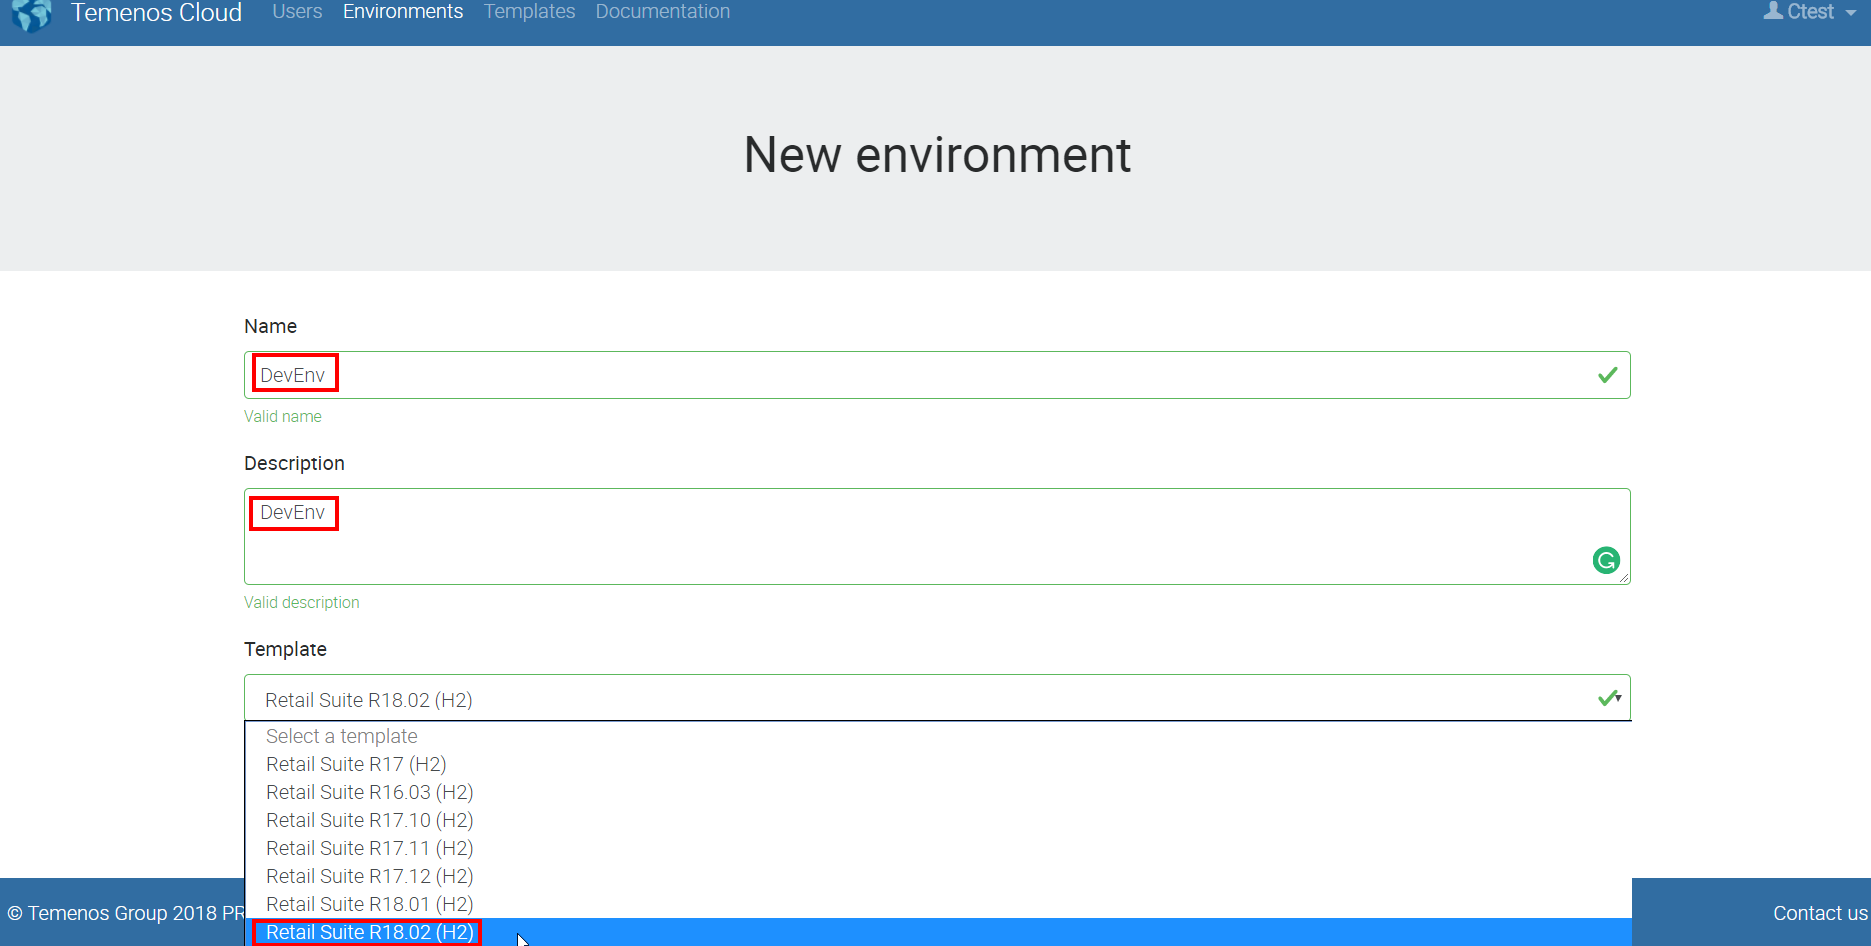 Temenos Cloud Users Environments Templates Documentation Ctest
New environment
Name
DevEnv
Valid name
Description
DevEnv
Valid description
Template
Retail Suite R18.02 (H2)
Select a template
Retail Suite R17 (H2)
Retail Suite R16.03 (H2)
Retail Suite R17.10 (H2)
Retail Suite R17.11 (H2)
Retail Suite R17.12 (H2)
Retail Suite R18.01 (H2)
Retail Suite R18.02 (H2)
© Temenos Group 2018 PR
Contact us